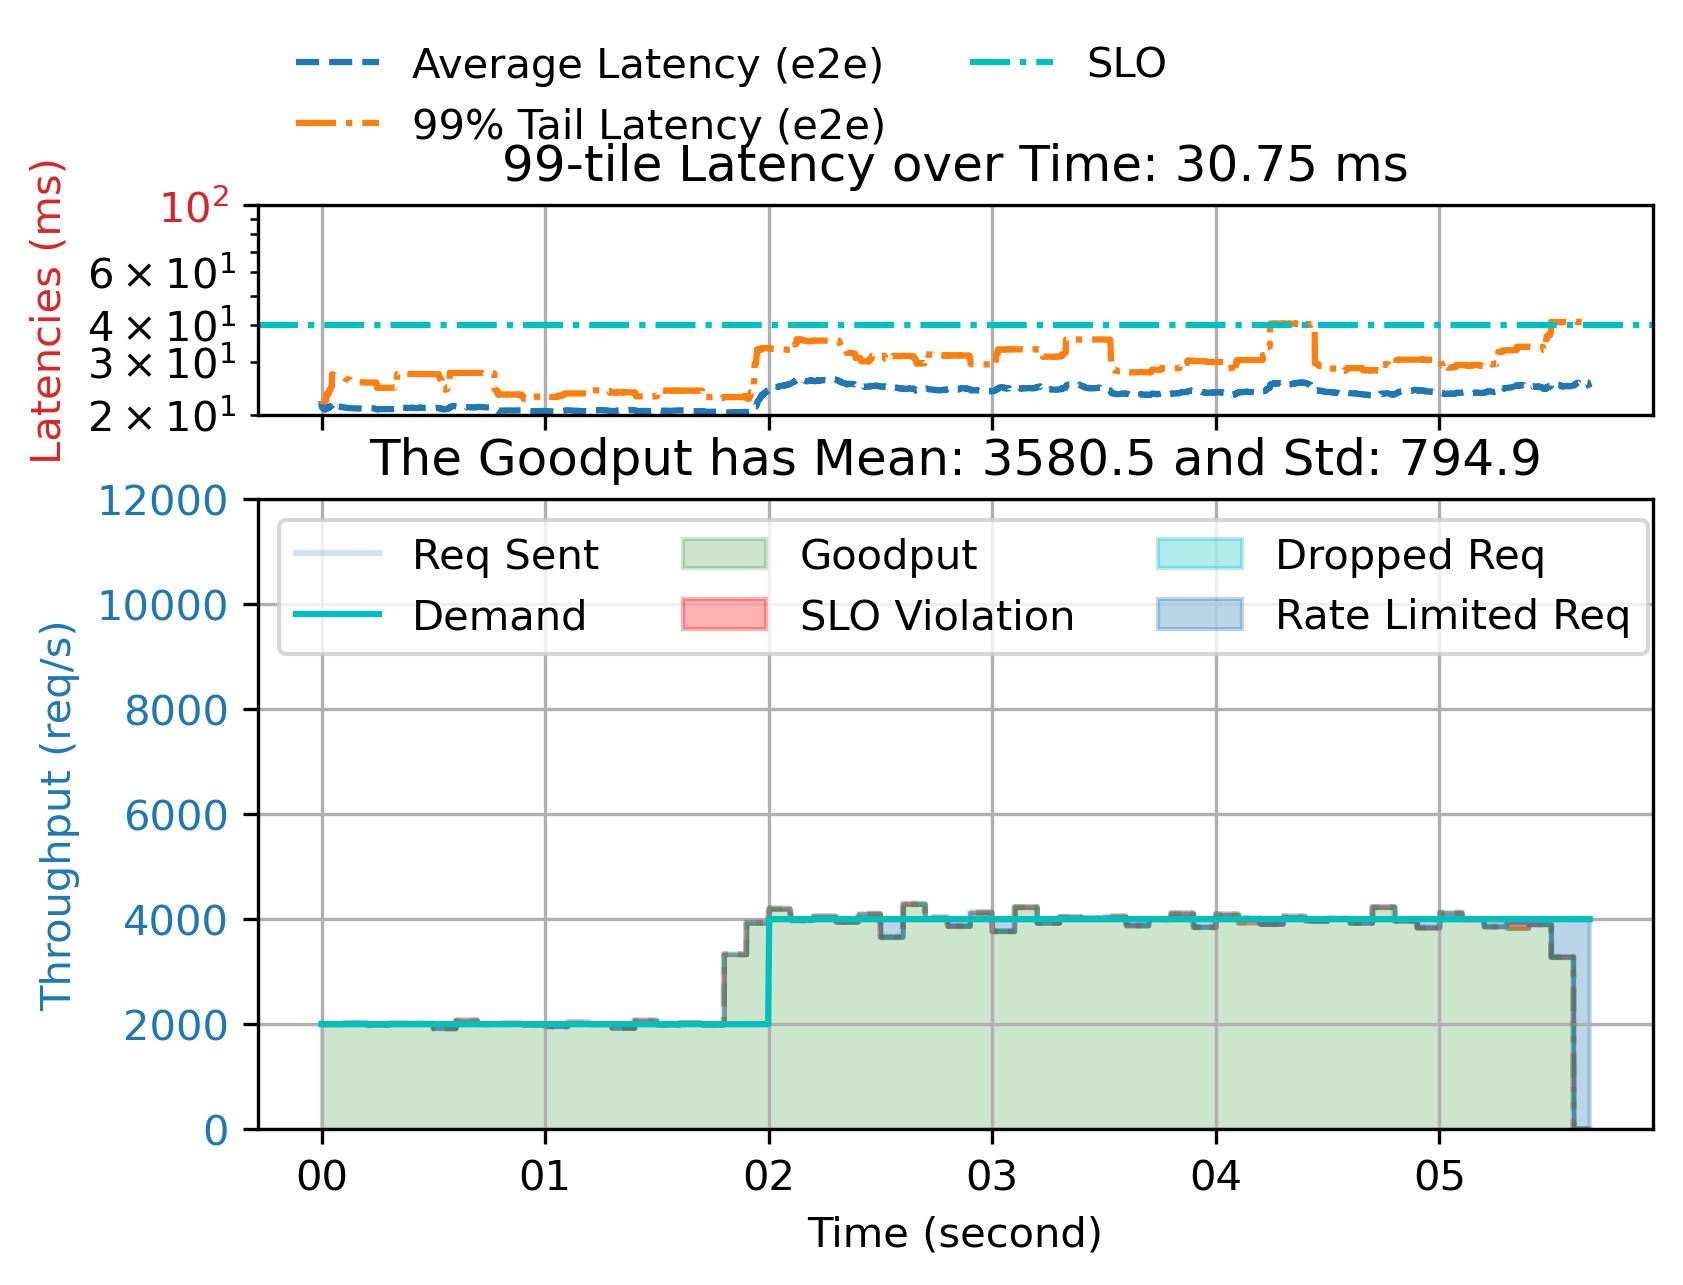 Average Latency (e2e)
SLO
99% Tail Latency (e2e)
99-tile Latency over Time: 30.75 ms
Latencies (ms)
10²
6 × 10¹
4 × 10¹
3 × 10¹
2 × 10¹
The Goodput has Mean: 3580.5 and Std: 794.9
Throughput (req/s)
12000
10000
8000
6000
4000
2000
0
Req Sent
Demand
Goodput
SLO Violation
Dropped Req
Rate Limited Req
00 01 02 03 04 05
Time (second)